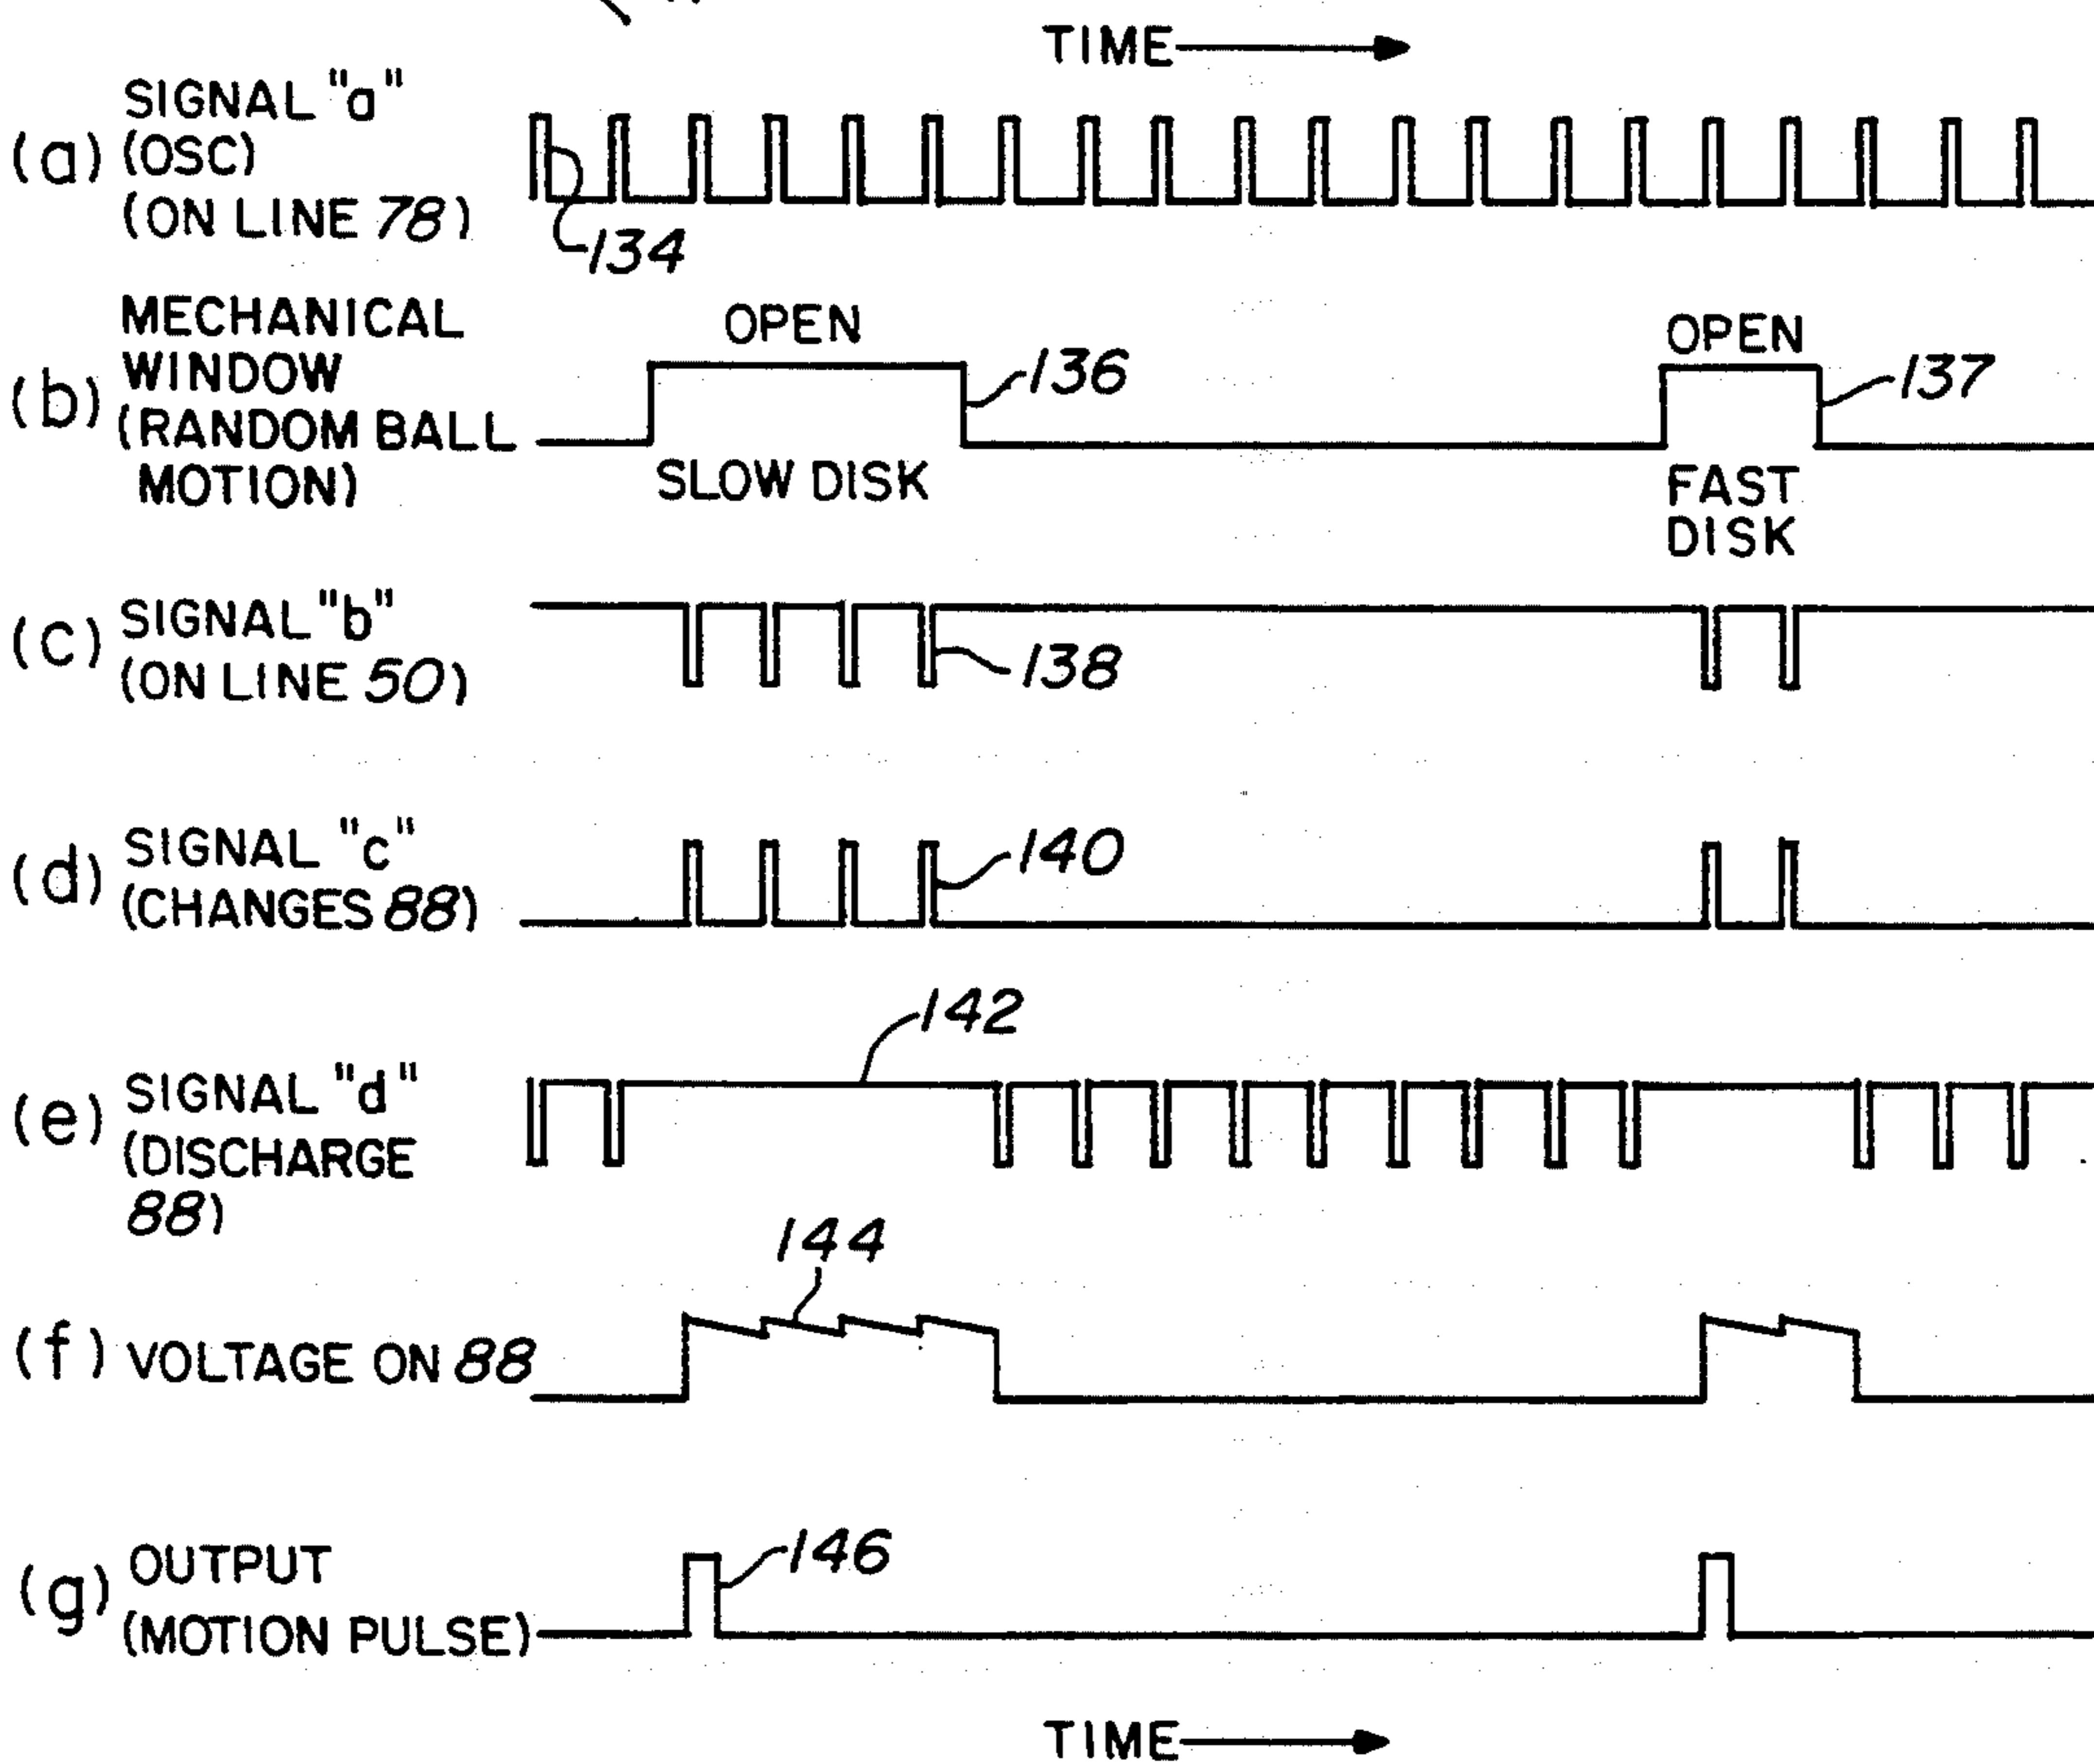 TIME
(a) SIGNAL "a"
(OSC)
(ON LINE 78)
134
(b) MECHANICAL
WINDOW
(RANDOM BALL
MOTION)
OPEN
136
SLOW DISK
OPEN
137
FAST
DISK
(c) SIGNAL "b"
(ON LINE 50)
138
(d) SIGNAL "c"
(CHANGES 88)
140
(e) SIGNAL "d"
(DISCHARGE
88)
142
144
(f) VOLTAGE ON 88
(g) OUTPUT
(MOTION PULSE)
146
TIME